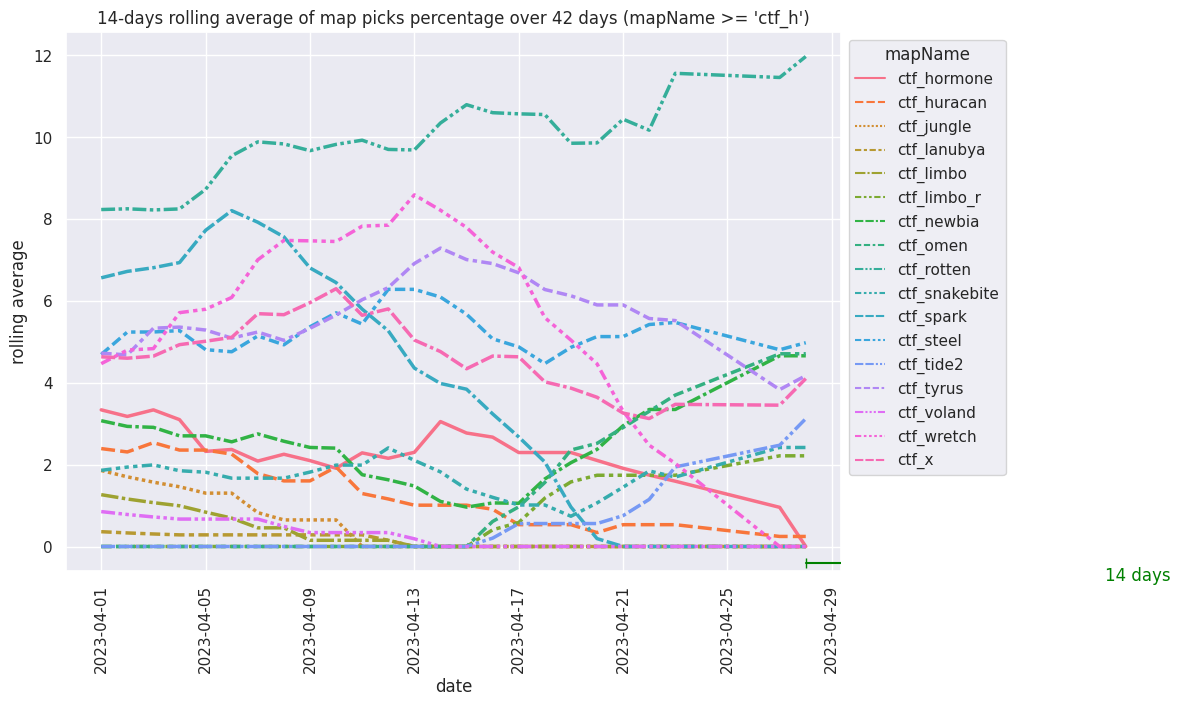 14-days rolling average of map picks percentage over 42 days (mapName >= 'ctf_h')
12
10
8
6
4
2
0
rolling average
2023-04-01
2023-04-05
2023-04-09
2023-04-13
2023-04-17
2023-04-21
2023-04-25
2023-04-29
date
mapName
ctf_hormone
ctf_huracan
ctf_jungle
ctf_lanubya
ctf_limbo
ctf_limbo_r
ctf_newbia
ctf_omen
ctf_rotten
ctf_snakebite
ctf_spark
ctf_steel
ctf_tide2
ctf_tyrus
ctf_voland
ctf_wretch
ctf_x
14 days